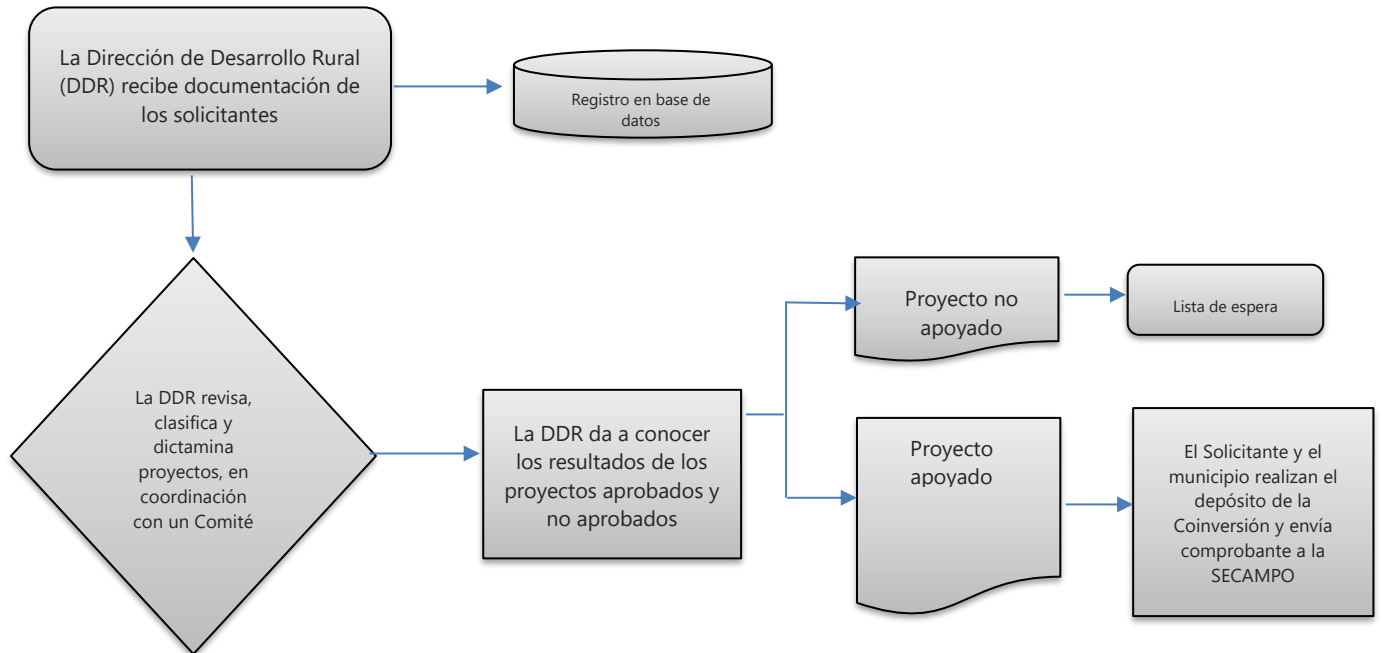 La Dirección de Desarrollo Rural
(DDR) recibe documentación de
los solicitantes
Registro en base de
datos
La DDR revisa,
clasifica y
dictamina
proyectos, en
coordinación
con un Comité
La DDR da a conocer
los resultados de los
proyectos aprobados y
no aprobados
Proyecto no
apoyado
Lista de espera
Proyecto
apoyado
El Solicitante y el
municipio realizan el
depósito de la
Coinversión y envía
comprobante a la
SECAMPO